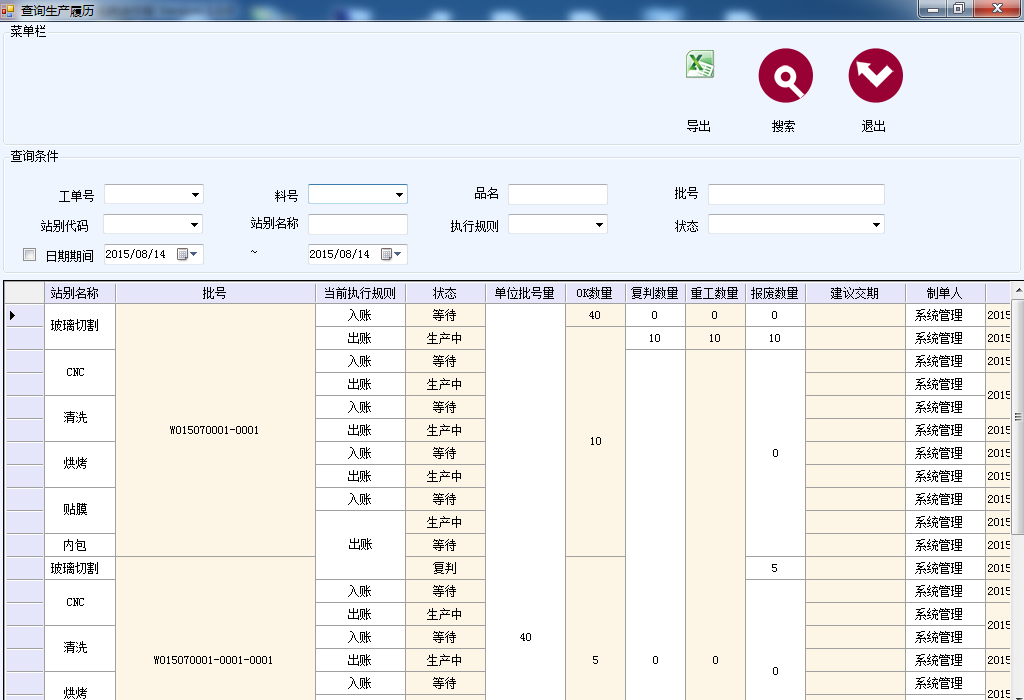 查询生产履历
菜单栏
导出 搜索 退出
查询条件
工单号 料号 品名 批号
站别代码 站别名称 执行规则 状态
日期期间 2015/08/14 ~ 2015/08/14
站别名称 批号 当前执行规则 状态 单位批号量 OK数量 复判数量 重工数量 报废数量 建议交期 制单人
玻璃切割 入账 等待 40 0 0 0 系统管理 2015
出账 生产中 10 10 10 系统管理 2015
CNC 入账 等待 系统管理
出账 生产中 系统管理 2015
清洗 入账 等待 系统管理
W015070001-0001 出账 生产中 10 系统管理 2015
烘烤 入账 等待 0 系统管理 2015
出账 生产中 系统管理 2015
贴膜 入账 等待 系统管理 2015
生产中 系统管理 2015
内包 出账 等待 系统管理 2015
玻璃切割 复判 5 系统管理 2015
CNC 入账 等待 系统管理 2015
出账 生产中 系统管理
清洗 入账 等待 40 系统管理 2015
W015070001-0001-0001 出账 生产中 5 0 0 系统管理 2015
烘烤 入账 等待 0 系统管理 2015